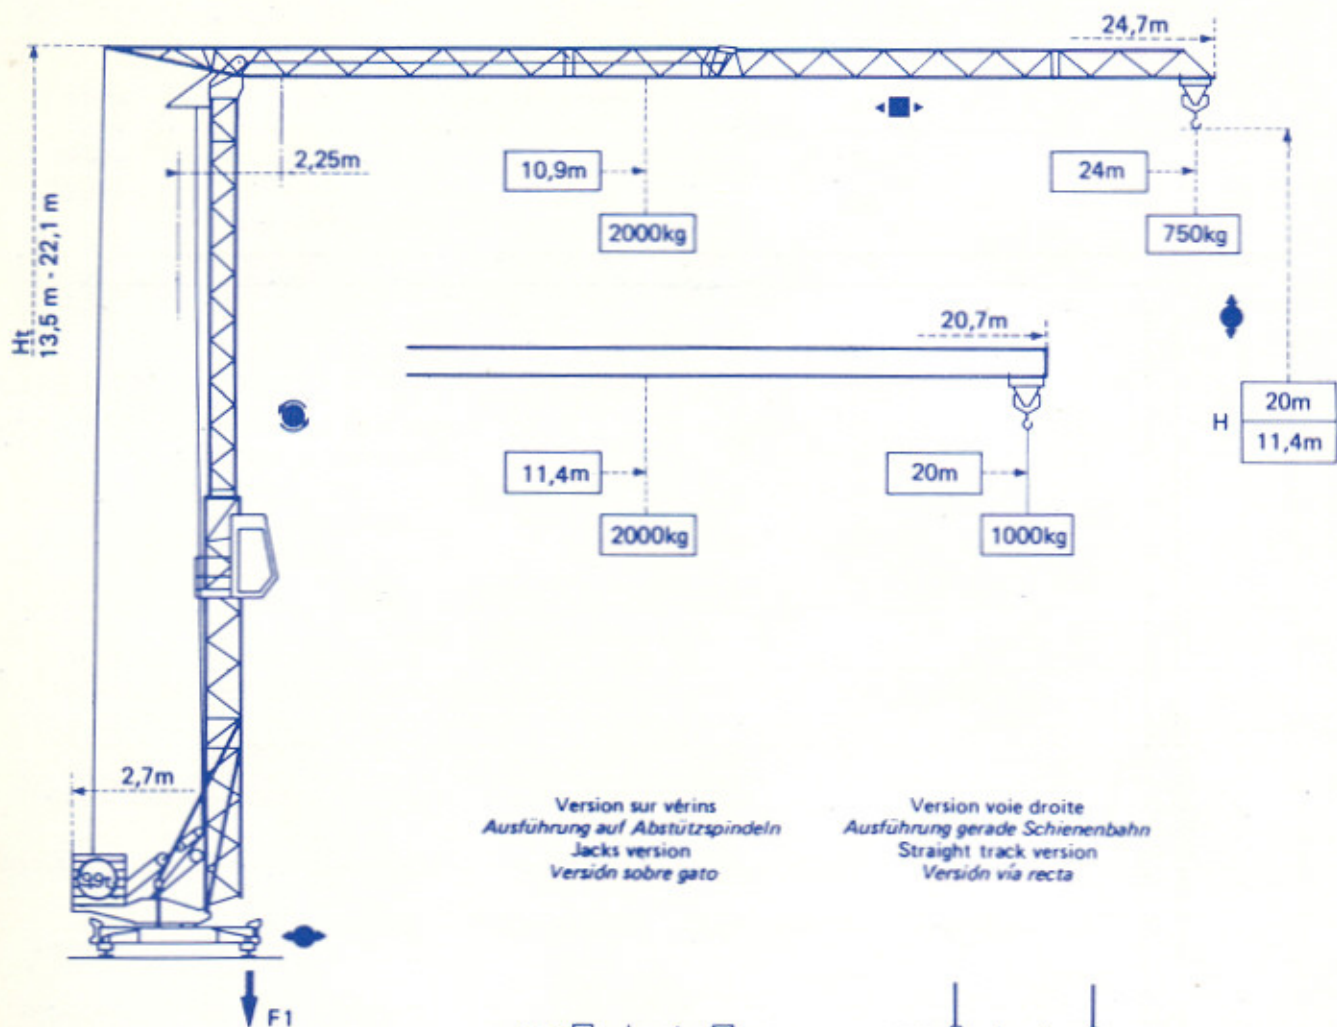 24,7m
Ht
13,5 m - 22,1 m
2,25m
10,9m
24m
2000kg
750kg
20,7m
H
20m
11,4m
11,4m
20m
2000kg
1000kg
2,7m
Version sur vérins
Ausführung auf Abstützspindeln
Jacks version
Versión sobre gato
Version voie droite
Ausführung gerade Schienenbahn
Straight track version
Versión vía recta
F1